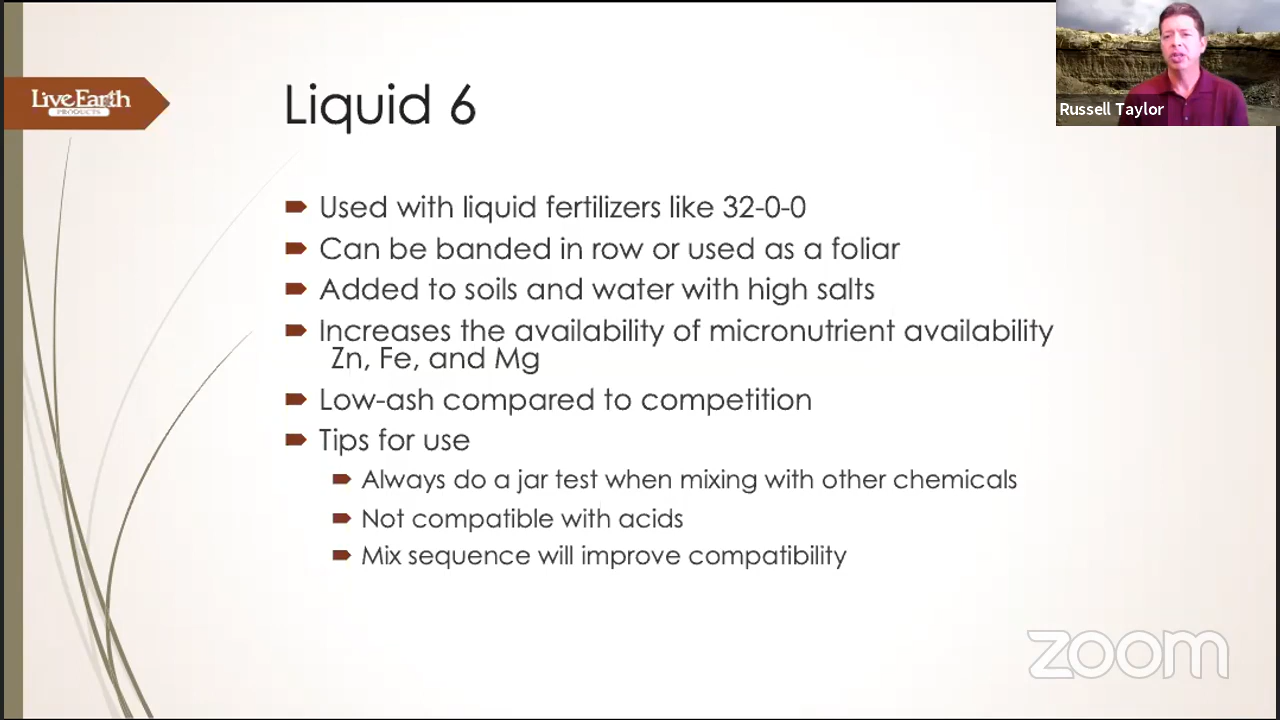 Live Earth
PRODUCTS
Liquid 6
Russell Taylor
Used with liquid fertilizers like 32-0-0
Can be banded in row or used as a foliar
Added to soils and water with high salts
Increases the availability of micronutrient availability
Zn, Fe, and Mg
Low-ash compared to competition
Tips for use
Always do a jar test when mixing with other chemicals
Not compatible with acids
Mix sequence will improve compatibility
zoom